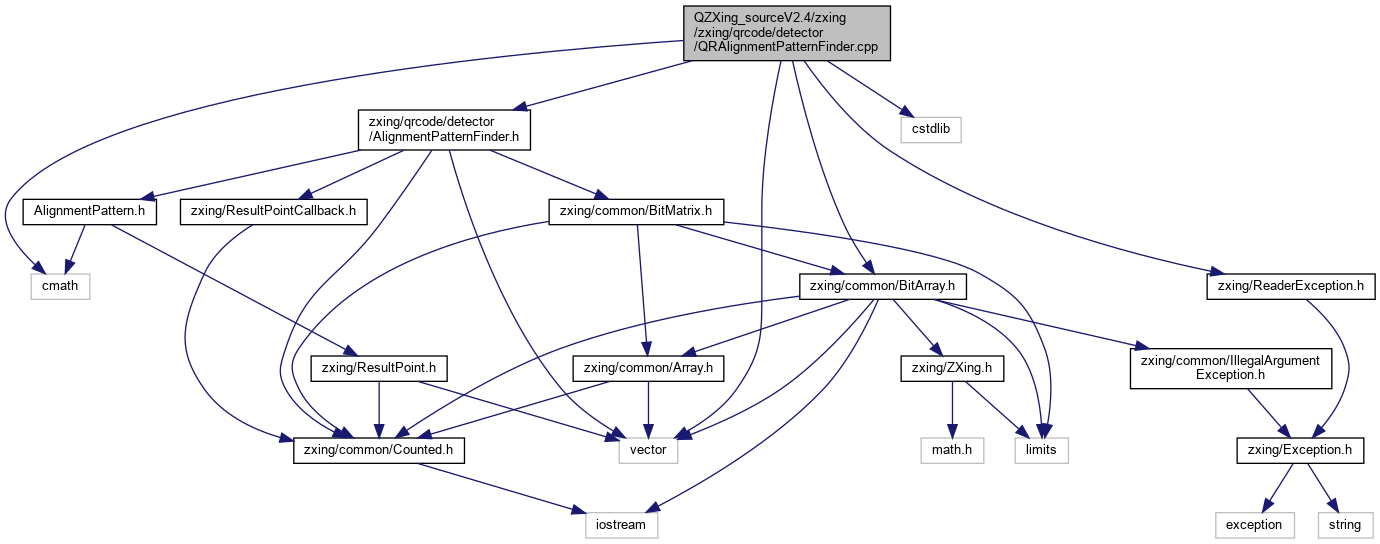 QZXing_sourceV2.4/zxing
/zxing/qrcode/detector
/QRAlignmentPatternFinder.cpp
zxing/qrcode/detector
/AlignmentPatternFinder.h
cstdlib
AlignmentPattern.h
zxing/ResultPointCallback.h
zxing/common/BitMatrix.h
cmath
zxing/common/BitArray.h
zxing/ReaderException.h
zxing/ResultPoint.h
zxing/common/Array.h
zxing/ZXing.h
zxing/common/IllegalArgument
Exception.h
zxing/common/Counted.h
vector
math.h
limits
zxing/Exception.h
iostream
exception
string